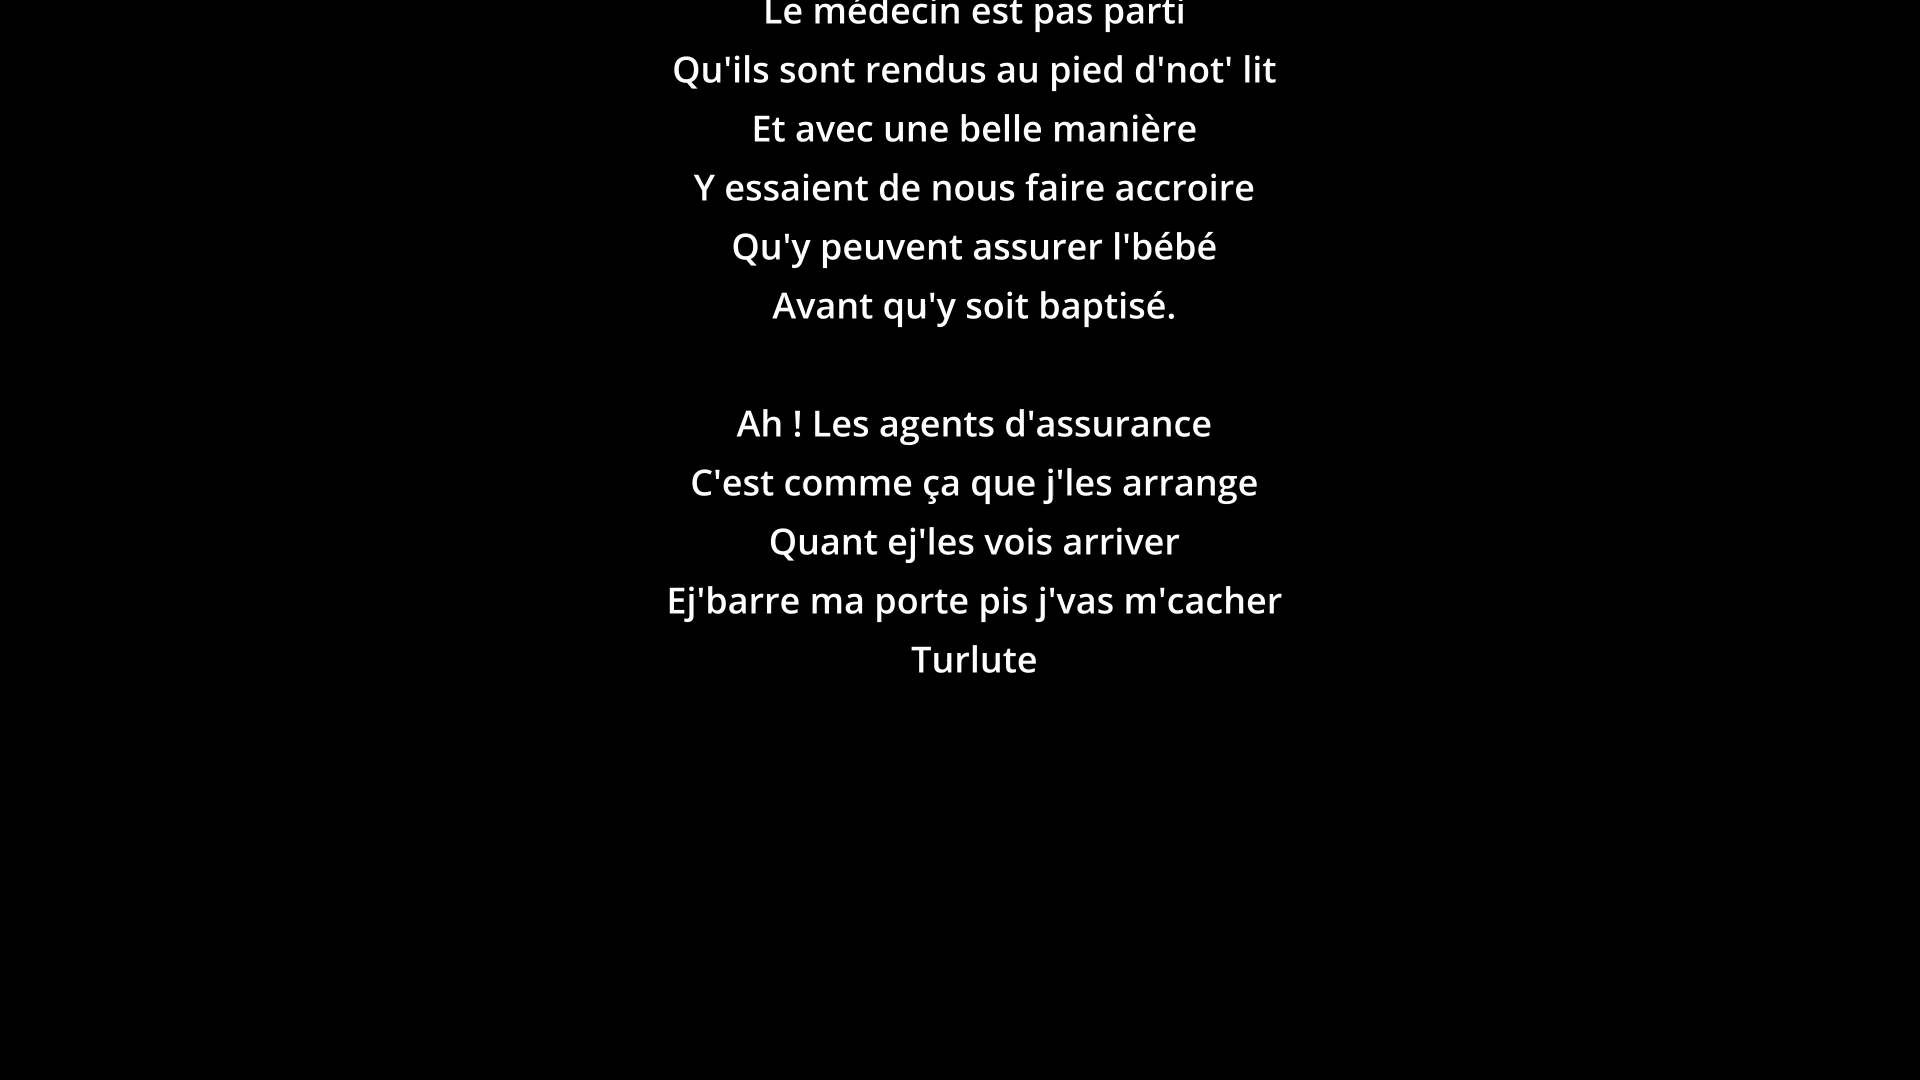 Le médecin est pas parti
Qu'ils sont rendus au pied d'not' lit
Et avec une belle manière
Y essaient de nous faire accroire
Qu'y peuvent assurer l'bébé
Avant qu'y soit baptisé.
Ah ! Les agents d'assurance
C'est comme ça que j'les arrange
Quant ej'les vois arriver
Ej'barre ma porte pis j'vas m'cacher
Turlute